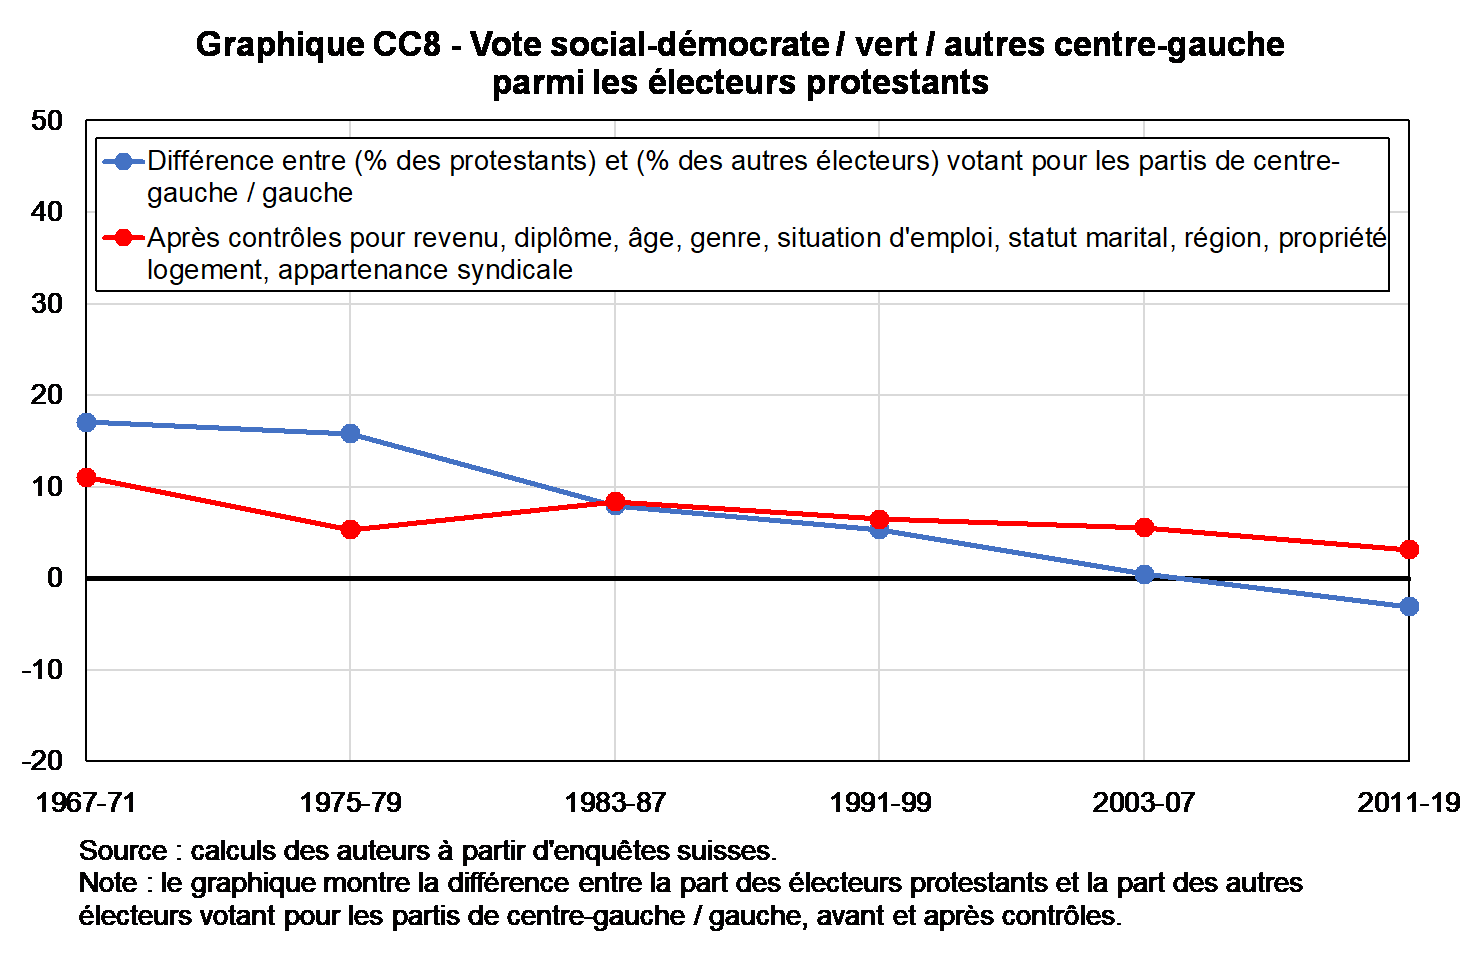 Graphique CC8 - Vote social-démocrate / vert / autres centre-gauche
parmi les électeurs protestants
50
Différence entre (% des protestants) et (% des autres électeurs) votant pour les partis de centre-
gauche / gauche
40
Après contrôles pour revenu, diplôme, âge, genre, situation d'emploi, statut marital, région, propriété
logement, appartenance syndicale
30
20
10
0
-10
-20
1967-71 1975-79 1983-87 1991-99 2003-07 2011-19
Source : calculs des auteurs à partir d'enquêtes suisses.
Note : le graphique montre la différence entre la part des électeurs protestants et la part des autres
électeurs votant pour les partis de centre-gauche / gauche, avant et après contrôles.